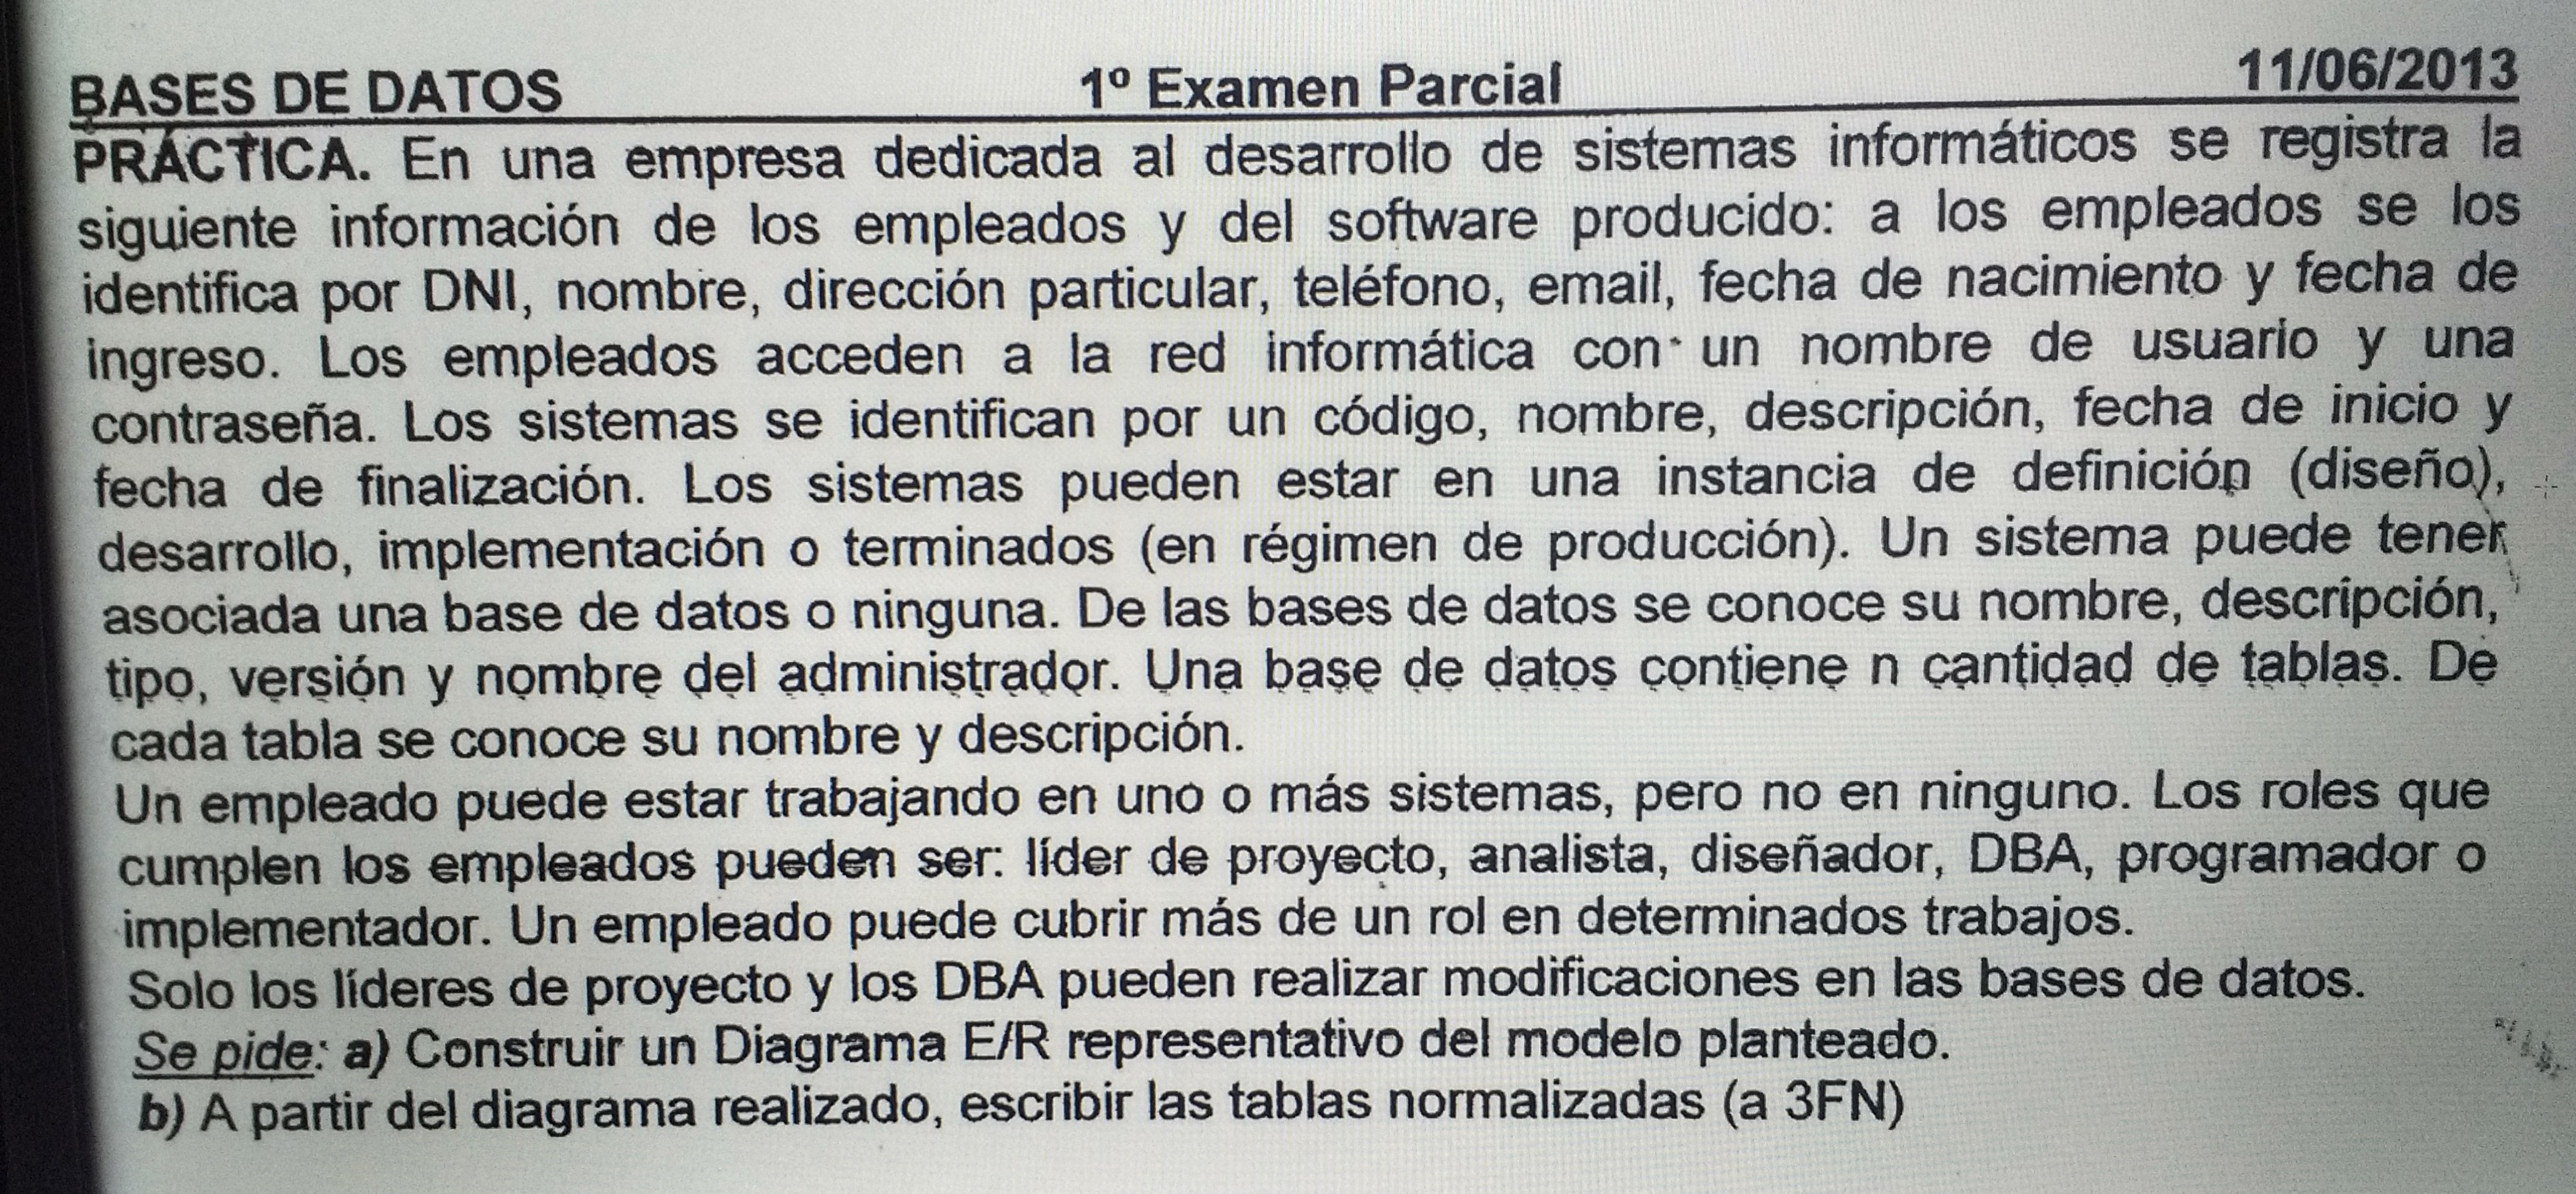 BASES DE DATOS 1º Examen Parcial 11/06/2013
PRÁCTICA. En una empresa dedicada al desarrollo de sistemas informáticos se registra la
siguiente información de los empleados y del software producido: a los empleados se los
identifica por DNI, nombre, dirección particular, teléfono, email, fecha de nacimiento y fecha de
ingreso. Los empleados acceden a la red informática con un nombre de usuario y una
contraseña. Los sistemas se identifican por un código, nombre, descripción, fecha de inicio y
fecha de finalización. Los sistemas pueden estar en una instancia de definición (diseño),
desarrollo, implementación o terminados (en régimen de producción). Un sistema puede tener
asociada una base de datos o ninguna. De las bases de datos se conoce su nombre, descripción,
tipo, versión y nombre del administrador. Una base de datos contiene n cantidad de tablas. De
cada tabla se conoce su nombre y descripción.
Un empleado puede estar trabajando en uno o más sistemas, pero no en ninguno. Los roles que
cumplen los empleados pueden ser: líder de proyecto, analista, diseñador, DBA, programador o
implementador. Un empleado puede cubrir más de un rol en determinados trabajos.
Solo los líderes de proyecto y los DBA pueden realizar modificaciones en las bases de datos.
Se pide: a) Construir un Diagrama E/R representativo del modelo planteado.
b) A partir del diagrama realizado, escribir las tablas normalizadas (a 3FN)